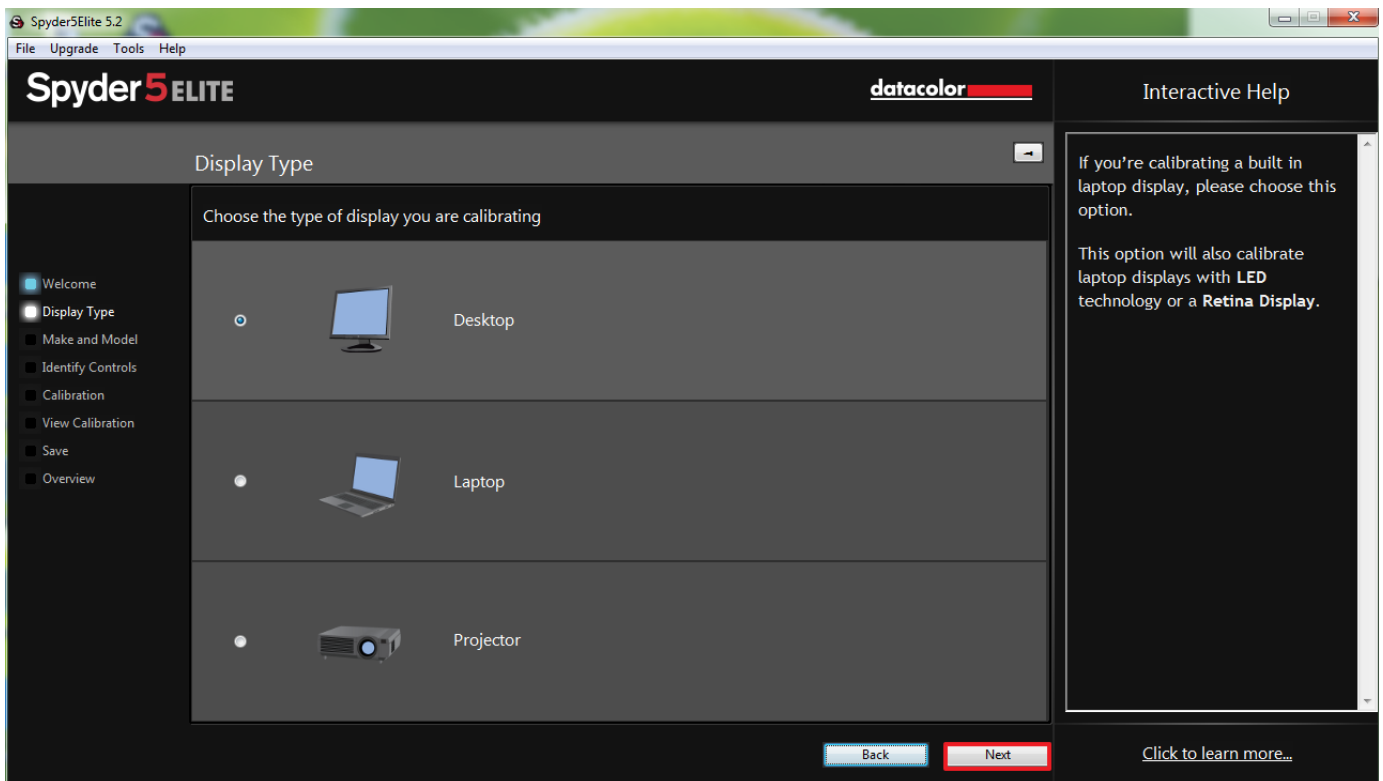 Spyder5Elite 5.2
File Upgrade Tools Help
Spyder5ELITE
datacolor
Interactive Help
Display Type
Choose the type of display you are calibrating
Welcome
Display Type
Make and Model
Identify Controls
Calibration
View Calibration
Save
Overview
Desktop
Laptop
Projector
If you're calibrating a built in
laptop display, please choose this
option.
This option will also calibrate
laptop displays with LED
technology or a Retina Display.
Back Next
Click to learn more...